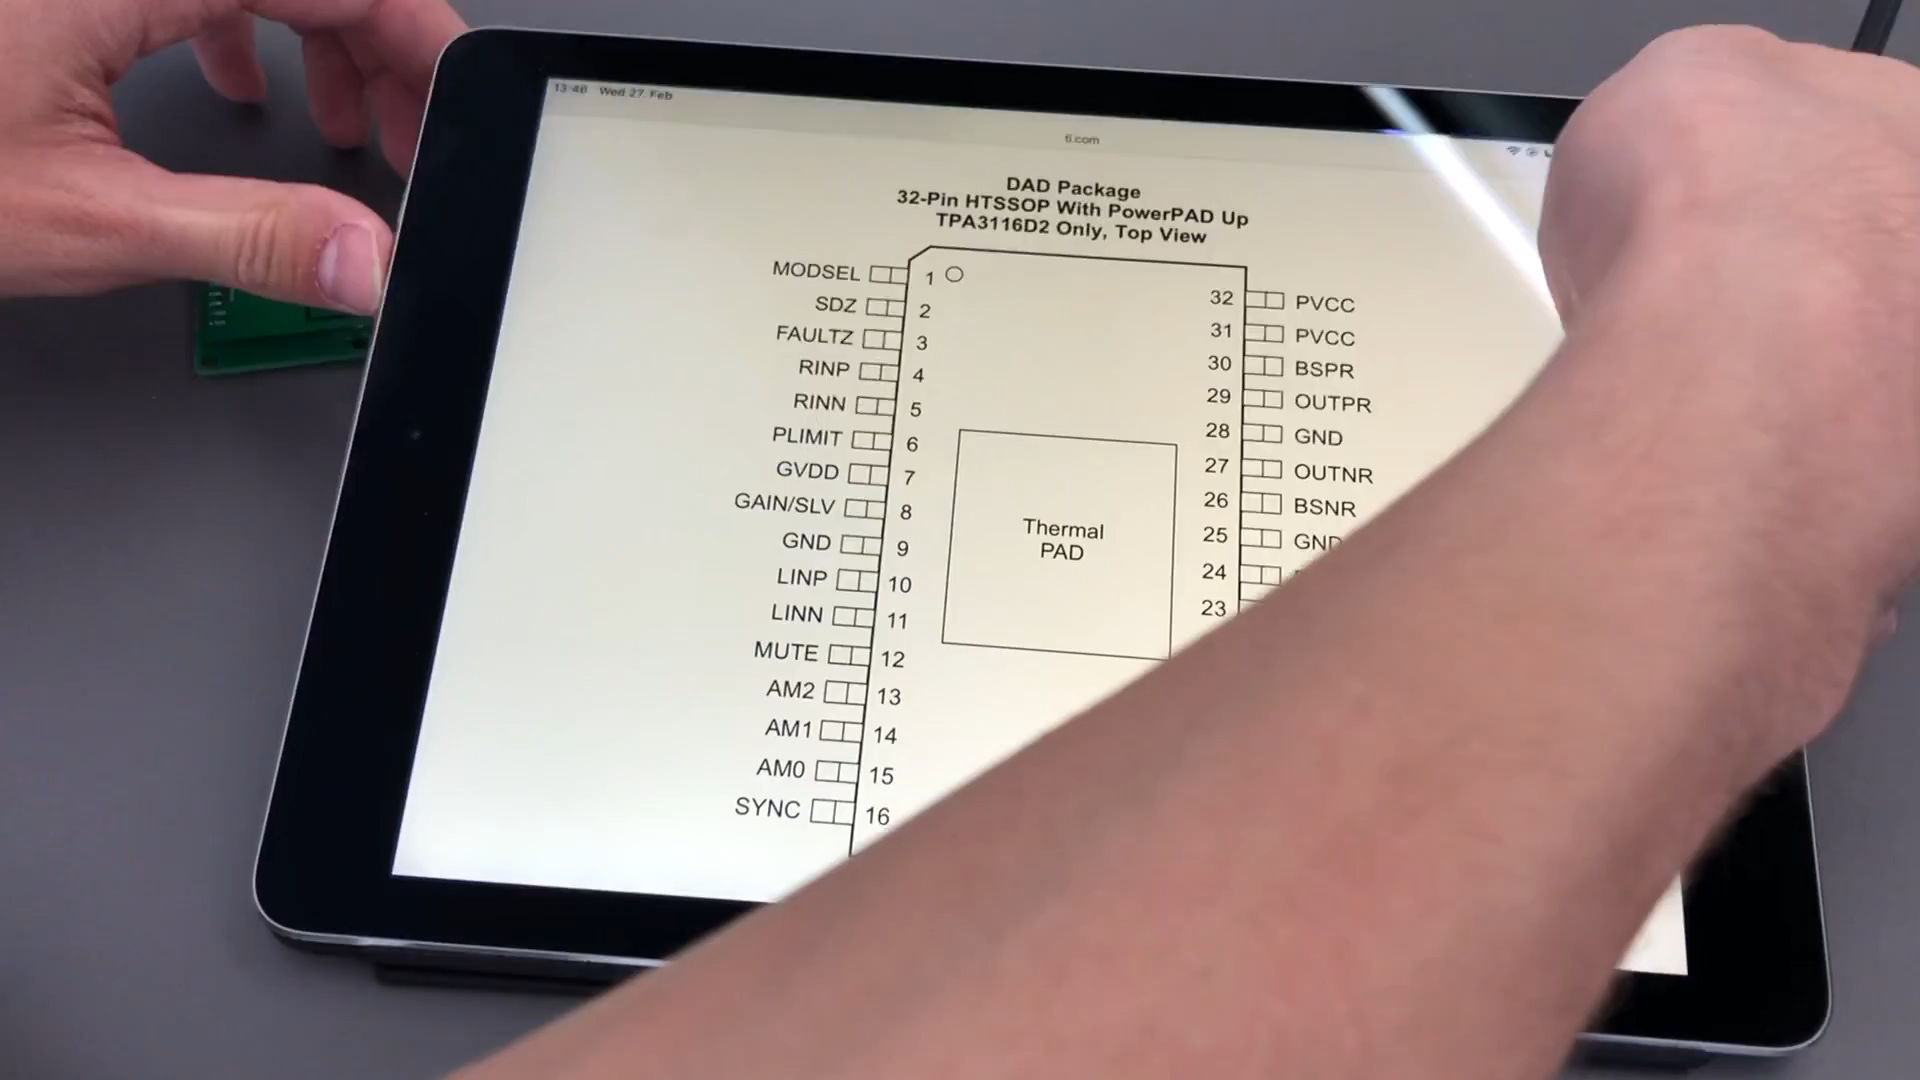 13:46 Wed 27. Feb
ti.com
DAD Package
32-Pin HTSSOP With PowerPAD Up
TPA3116D2 Only, Top View
MODSEL 1
SDZ 2
FAULTZ 3
RINP 4
RINN 5
PLIMIT 6
GVDD 7
GAIN/SLV 8
GND 9
LINP 10
LINN 11
MUTE 12
AM2 13
AM1 14
AM0 15
SYNC 16
Thermal
PAD
32 PVCC
31 PVCC
30 BSPR
29 OUTPR
28 GND
27 OUTNR
26 BSNR
25 GND
24
23